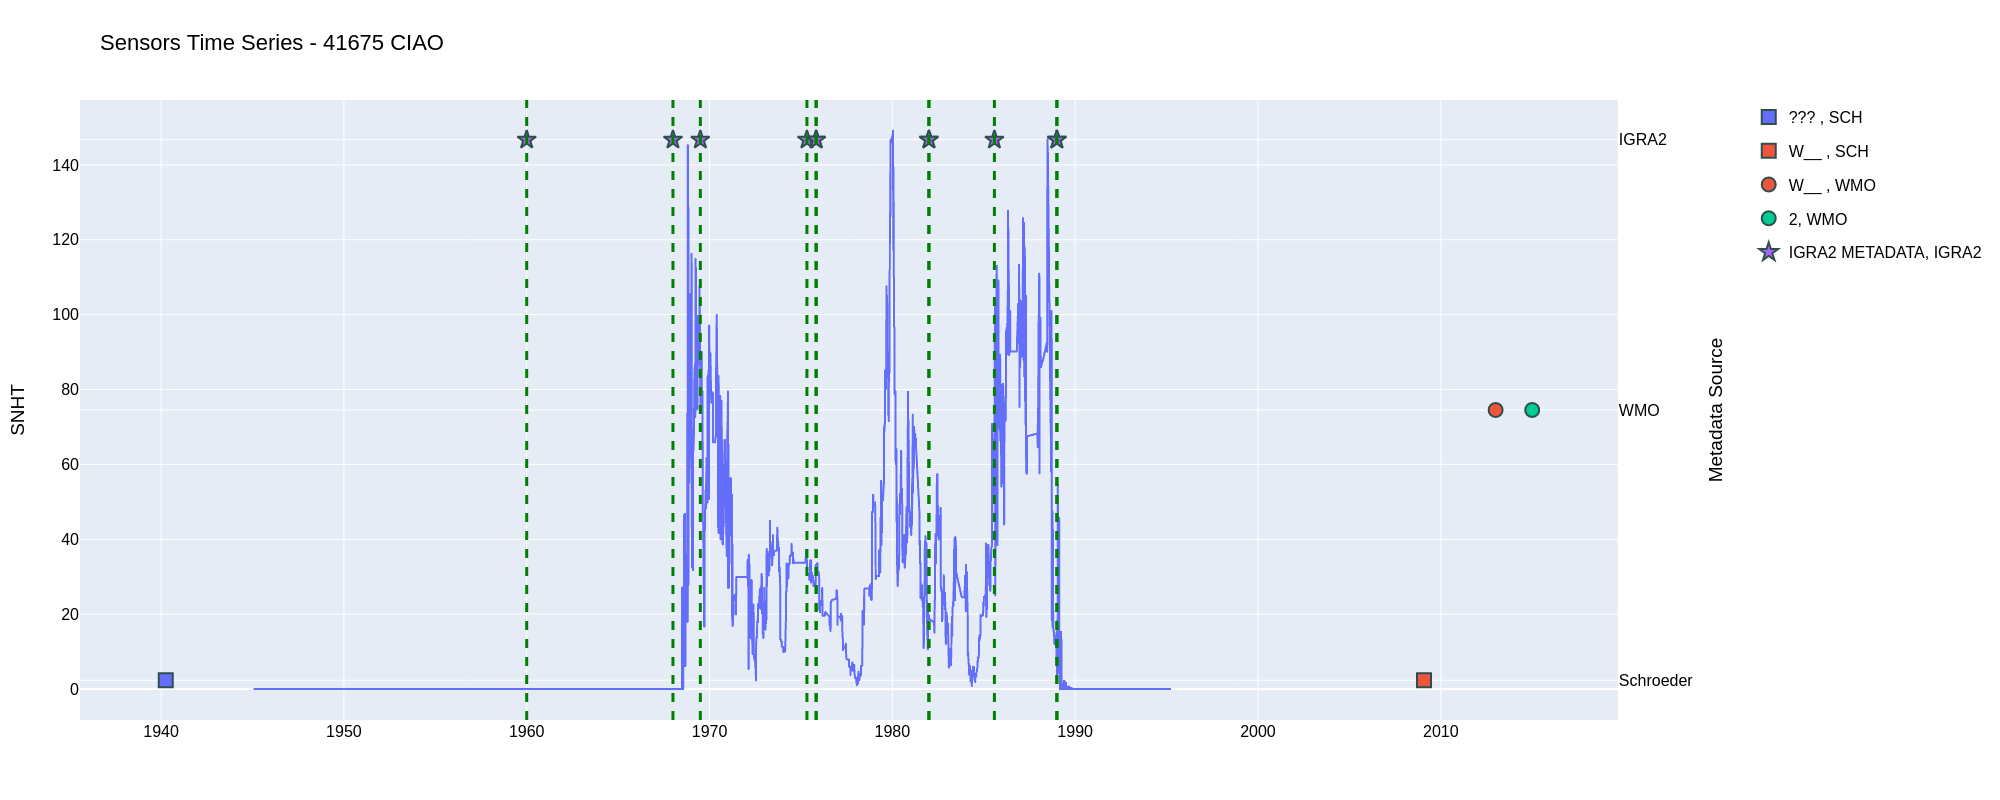 Sensors Time Series - 41675 CIAO
SNHT
140
120
100
80
60
40
20
0
1940
1950
1960
1970
1980
1990
2000
2010
IGRA2
WMO
Schroeder
Metadata Source
??? , SCH
W__ , SCH
W__ , WMO
2, WMO
IGRA2 METADATA, IGRA2